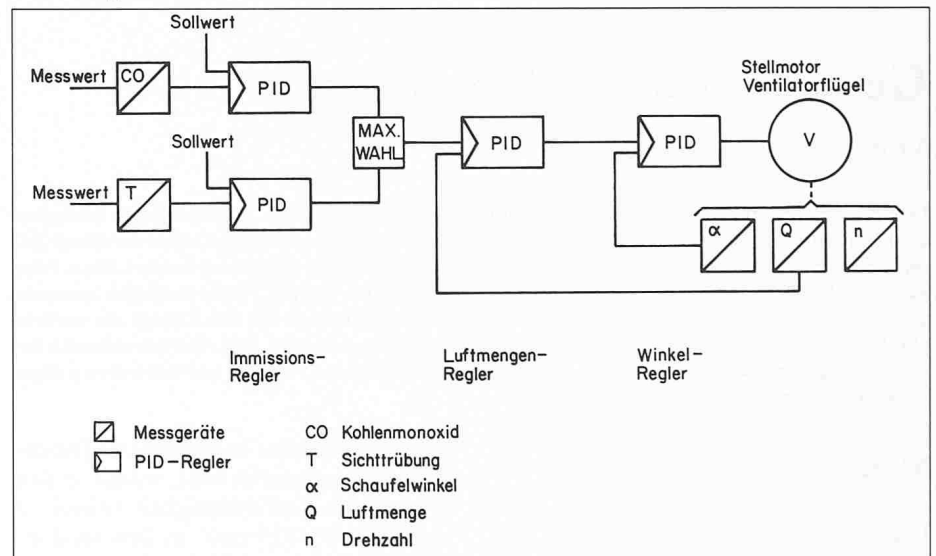 Sollwert
Messwert
CO
PID
Stellmotor
Ventilatorflügel
MAX.
WAHL
PID
PID
V
Sollwert
Messwert
T
PID
α
Q
n
Immissions-
Regler
Luftmengen-
Regler
Winkel-
Regler
Messgeräte
PID-Regler
CO Kohlenmonoxid
T Sichttrübung
α Schaufelwinkel
Q Luftmenge
n Drehzahl